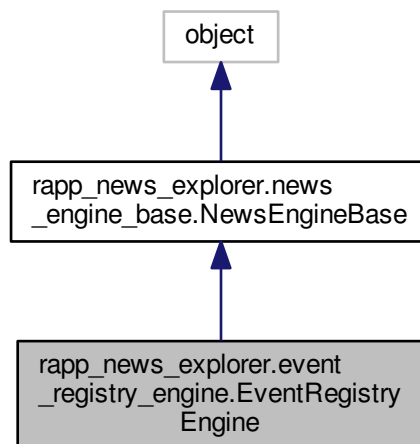 object
rapp_news_explorer.news
_engine_base.NewsEngineBase
rapp_news_explorer.event
_registry_engine.EventRegistry
Engine